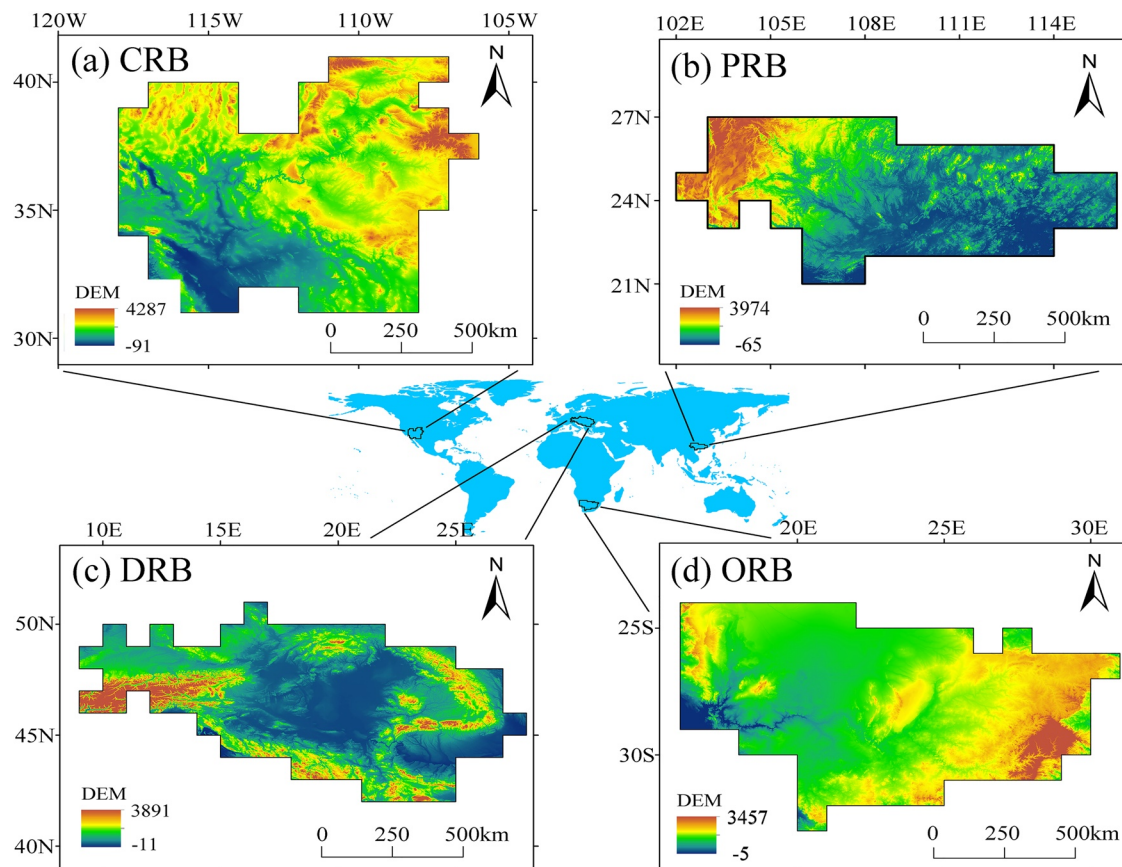 120W 115W 110W 105W
(a) CRB
N
40N
35N
30N
DEM
4287
-91
0 250 500km
102E 105E 108E 111E 114E
(b) PRB
N
27N
24N
21N
DEM
3974
-65
0 250 500km
10E 15E 20E 25E
(c) DRB
N
50N
45N
40N
DEM
3891
-11
0 250 500km
20E 25E 30E
(d) ORB
N
25S
30S
DEM
3457
-5
0 250 500km